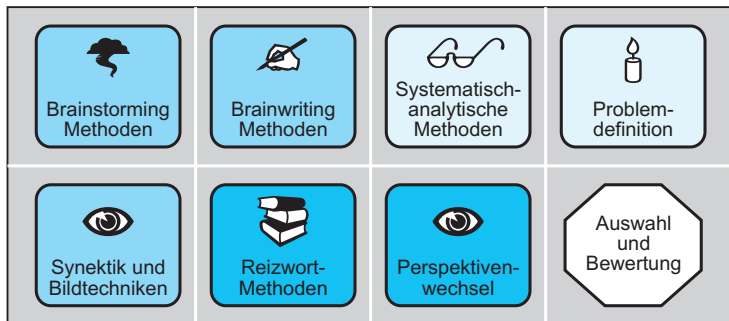 Brainstorming
Methoden
Brainwriting
Methoden
Systematisch-
analytische
Methoden
Problem-
definition
Synektik und
Bildtechniken
Reizwort-
Methoden
Perspektiven-
wechsel
Auswahl
und
Bewertung